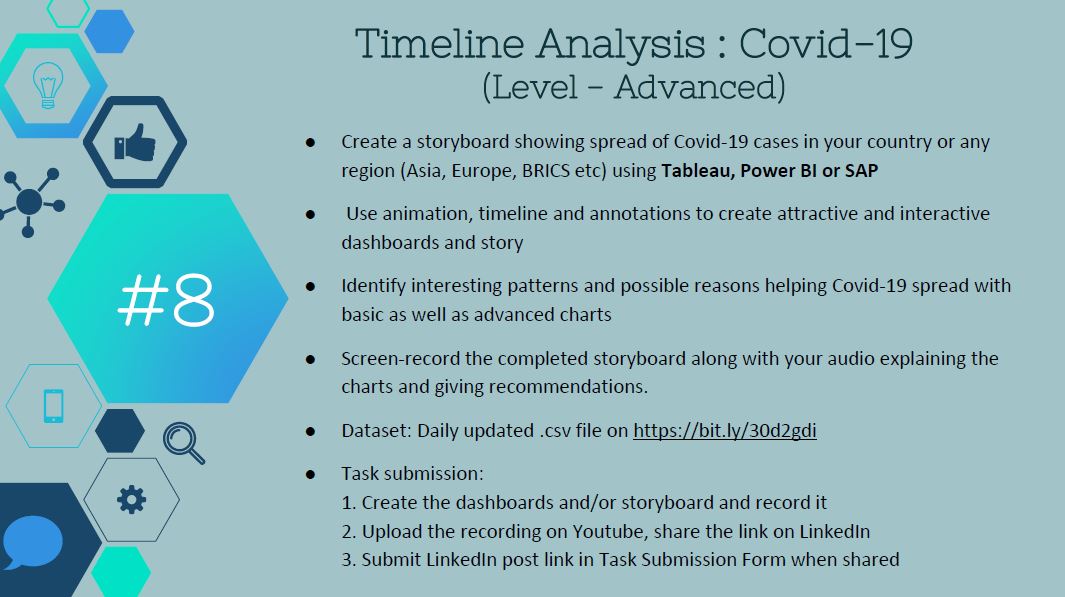 Timeline Analysis : Covid-19
(Level - Advanced)
#8
● Create a storyboard showing spread of Covid-19 cases in your country or any
region (Asia, Europe, BRICS etc) using Tableau, Power BI or SAP
● Use animation, timeline and annotations to create attractive and interactive
dashboards and story
● Identify interesting patterns and possible reasons helping Covid-19 spread with
basic as well as advanced charts
● Screen-record the completed storyboard along with your audio explaining the
charts and giving recommendations.
● Dataset: Daily updated .csv file on https://bit.ly/30d2gdi
● Task submission:
1. Create the dashboards and/or storyboard and record it
2. Upload the recording on Youtube, share the link on LinkedIn
3. Submit LinkedIn post link in Task Submission Form when shared